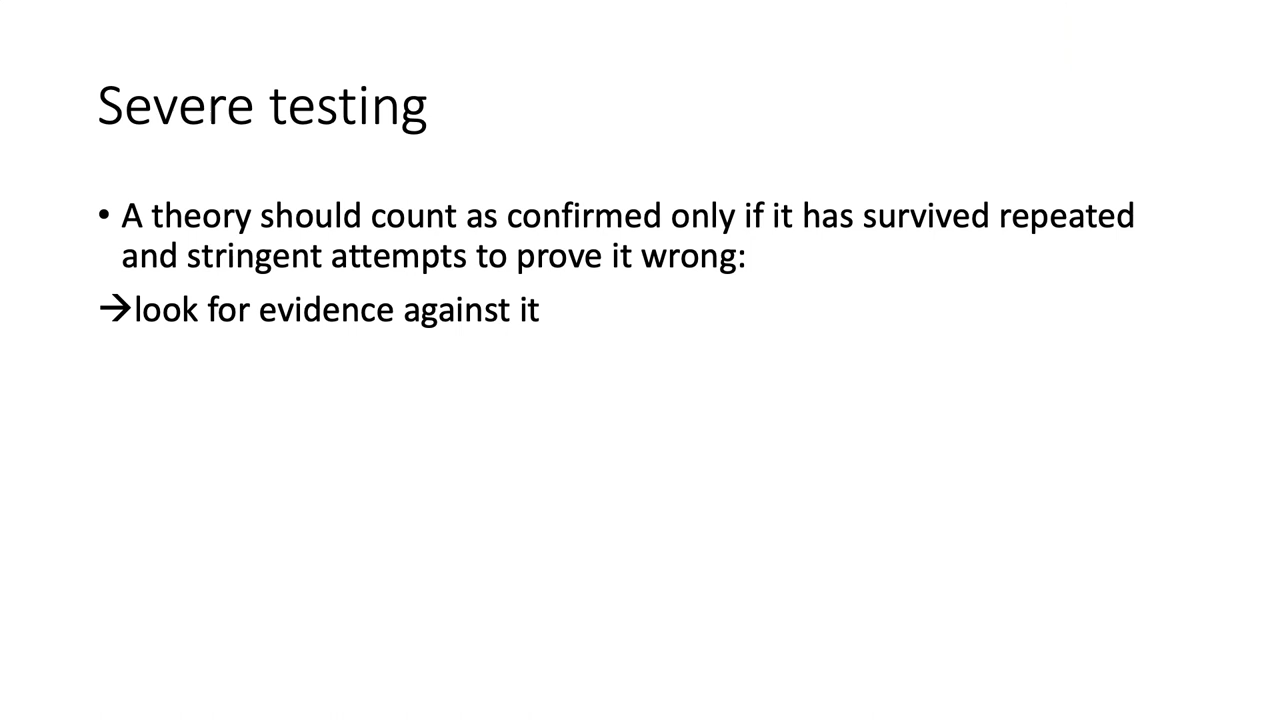 Severe testing
• A theory should count as confirmed only if it has survived repeated
and stringent attempts to prove it wrong:
→look for evidence against it